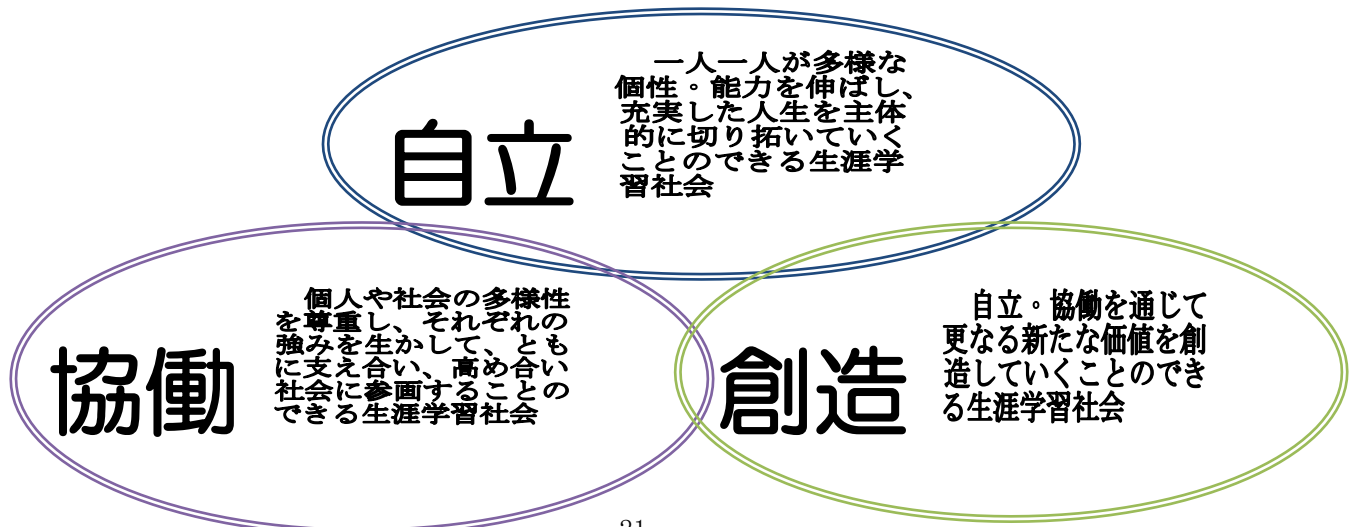 自立
一人一人が多様な
個性・能力を伸ばし、
充実した人生を主体
的に切り拓いていく
ことのできる生涯学
習社会
協働
個人や社会の多様性
を尊重し、それぞれの
強みを生かして、とも
に支え合い、高め合い
社会に参画することの
できる生涯学習社会
創造
自立・協働を通じて
更なる新たな価値を創
造していくことのでき
る生涯学習社会
21